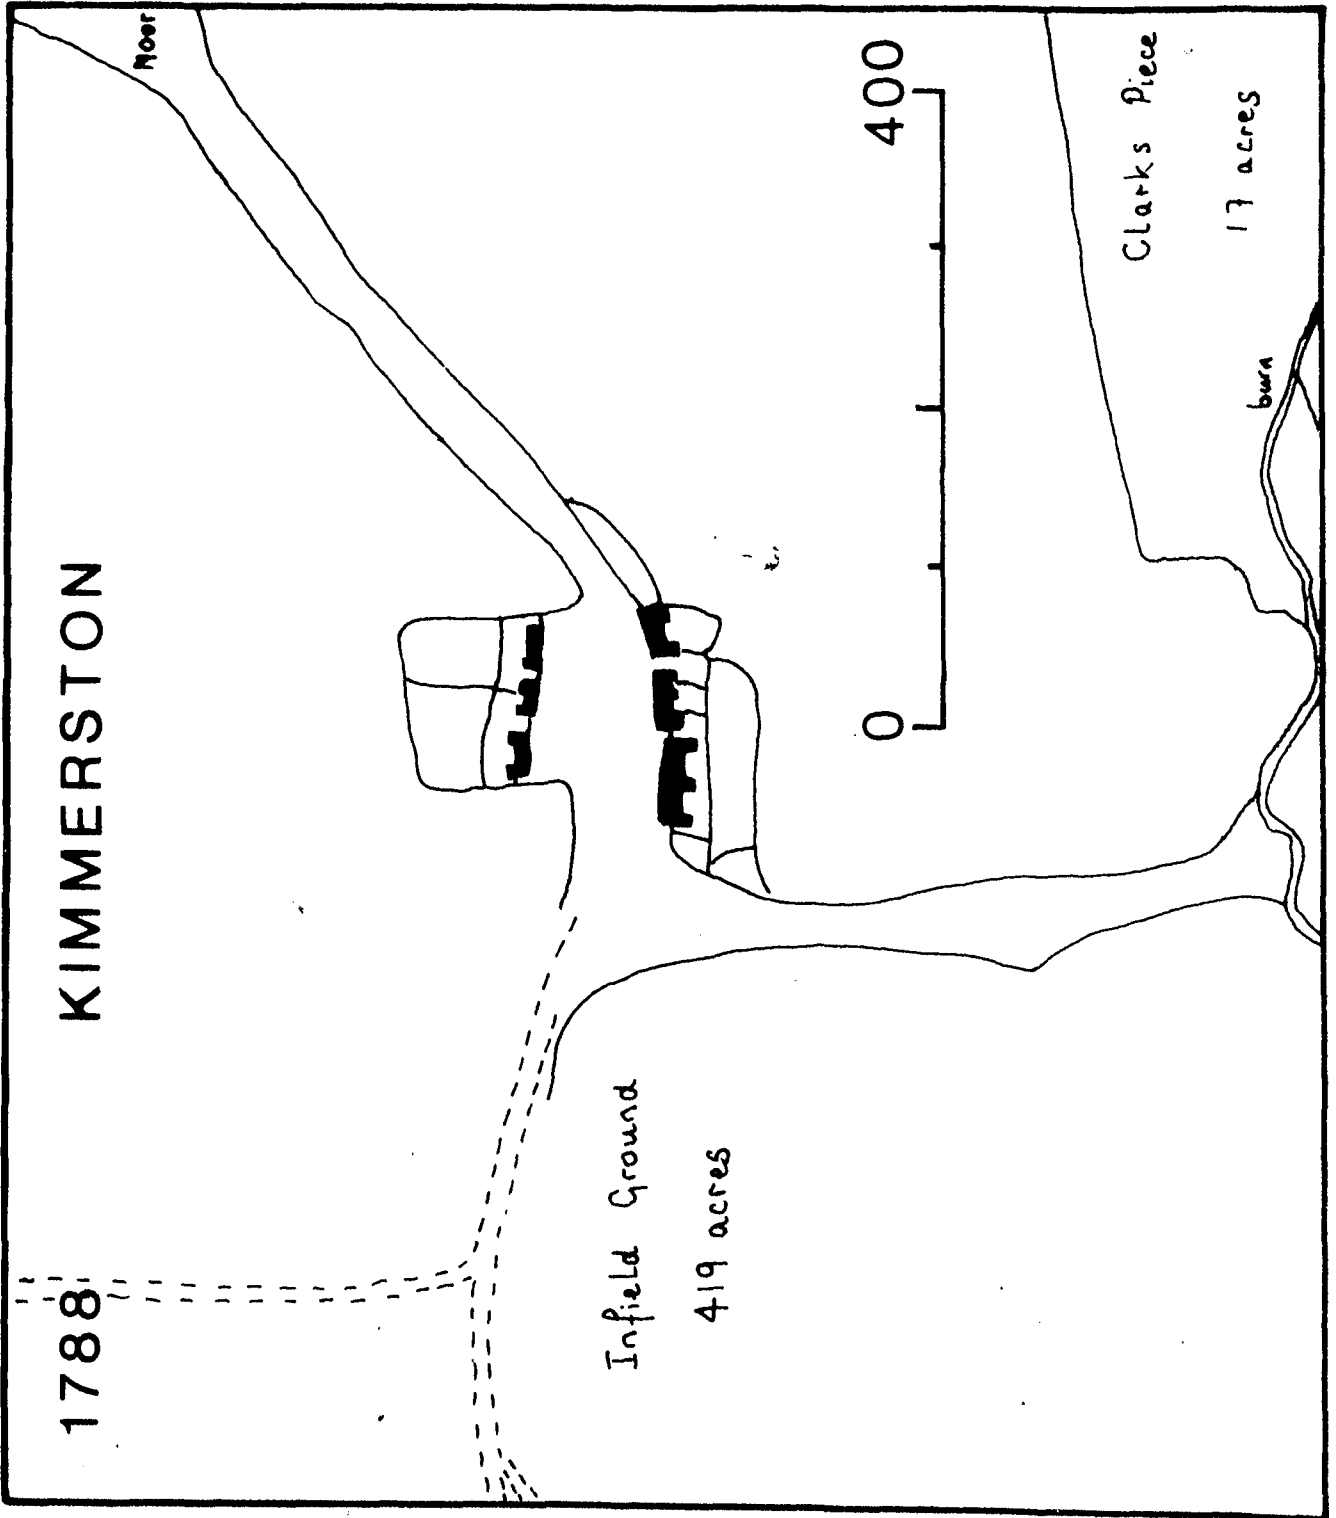 1788 KIMMERSTON
Moor
Infield Ground
419 acres
0 400
Clarks Piece
17 acres
burn